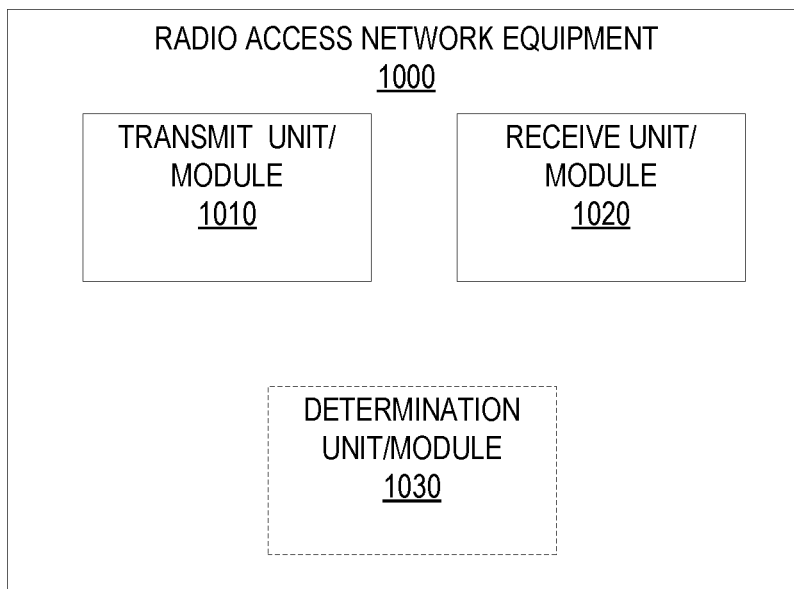 RADIO ACCESS NETWORK EQUIPMENT
1000
TRANSMIT UNIT/
MODULE
1010
RECEIVE UNIT/
MODULE
1020
DETERMINATION
UNIT/MODULE
1030